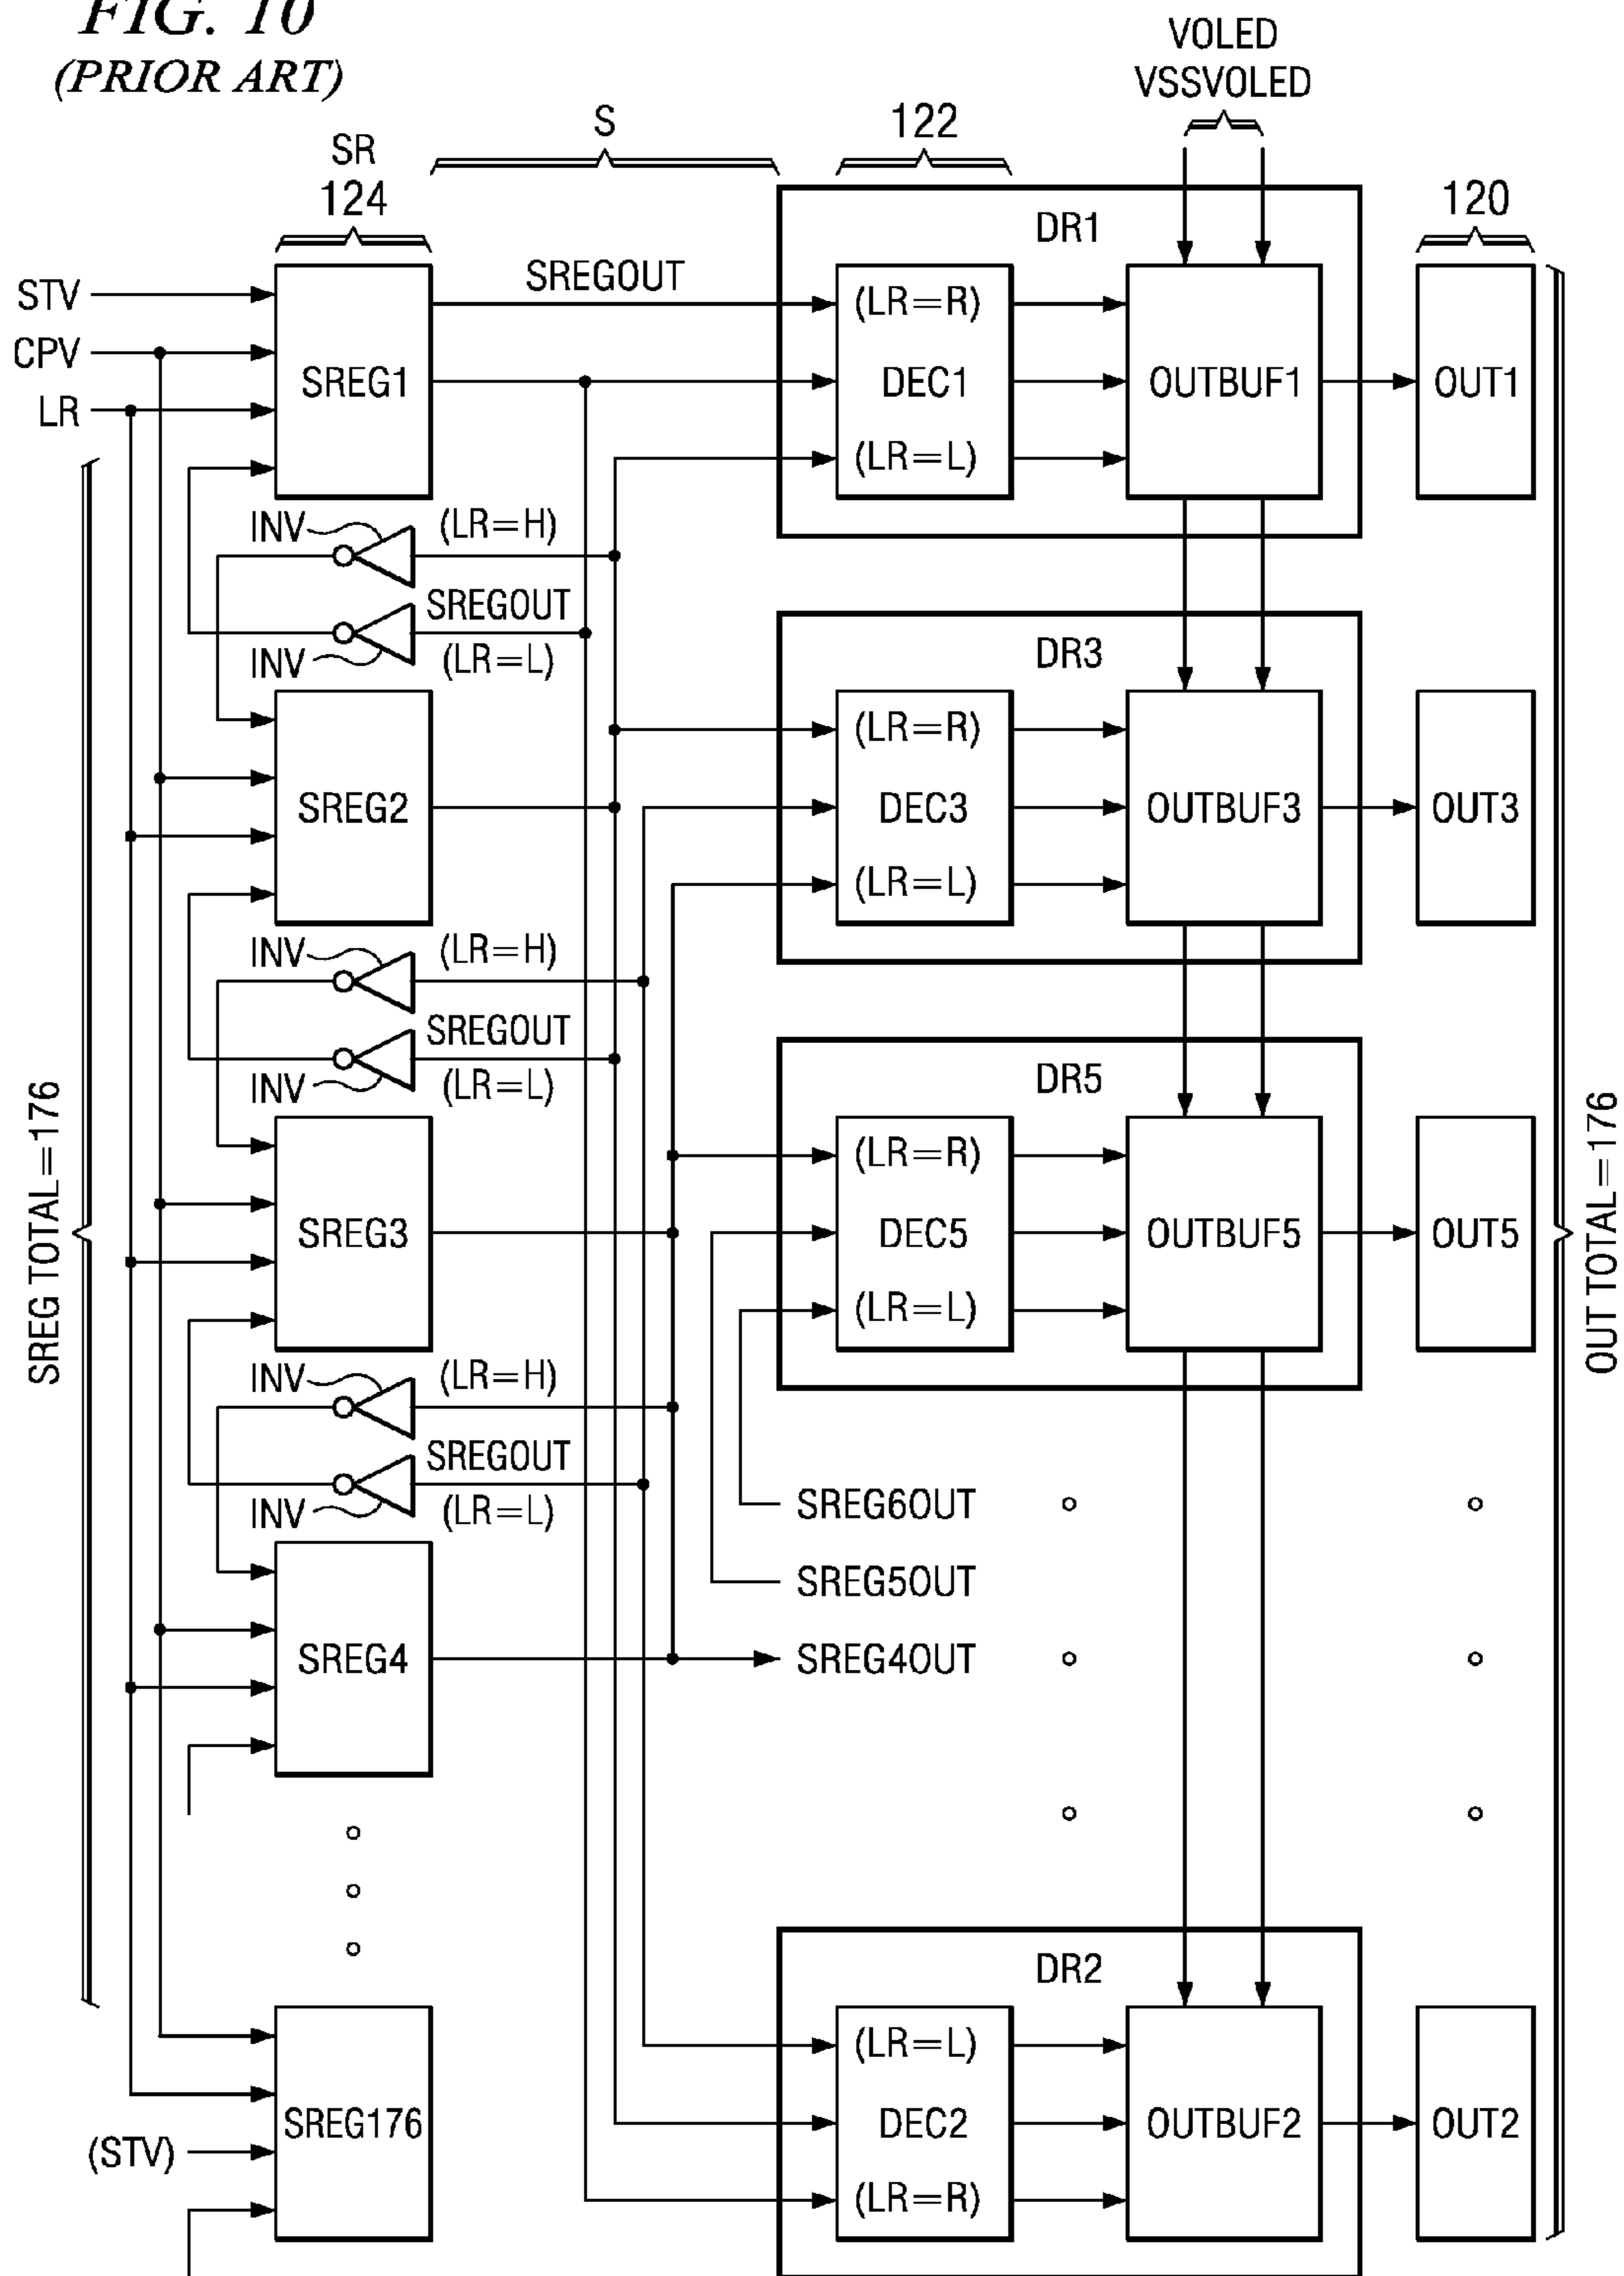 FIG. 10
(PRIOR ART)
VOLED
VSSVOLED
SR
124
S
122
120
STV
CPV
LR
SREG1
SREGOUT
DR1
(LR=R)
DEC1
(LR=L)
OUTBUF1
OUT1
INV
(LR=H)
SREGOUT
INV
(LR=L)
SREG2
DR3
(LR=R)
DEC3
(LR=L)
OUTBUF3
OUT3
INV
(LR=H)
SREGOUT
INV
(LR=L)
SREG TOTAL=176
SREG3
DR5
(LR=R)
DEC5
(LR=L)
OUTBUF5
OUT5
OUT TOTAL=176
INV
(LR=H)
SREGOUT
INV
(LR=L)
SREG6OUT
SREG5OUT
SREG4
SREG4OUT
SREG176
(STV)
DR2
(LR=L)
DEC2
(LR=R)
OUTBUF2
OUT2